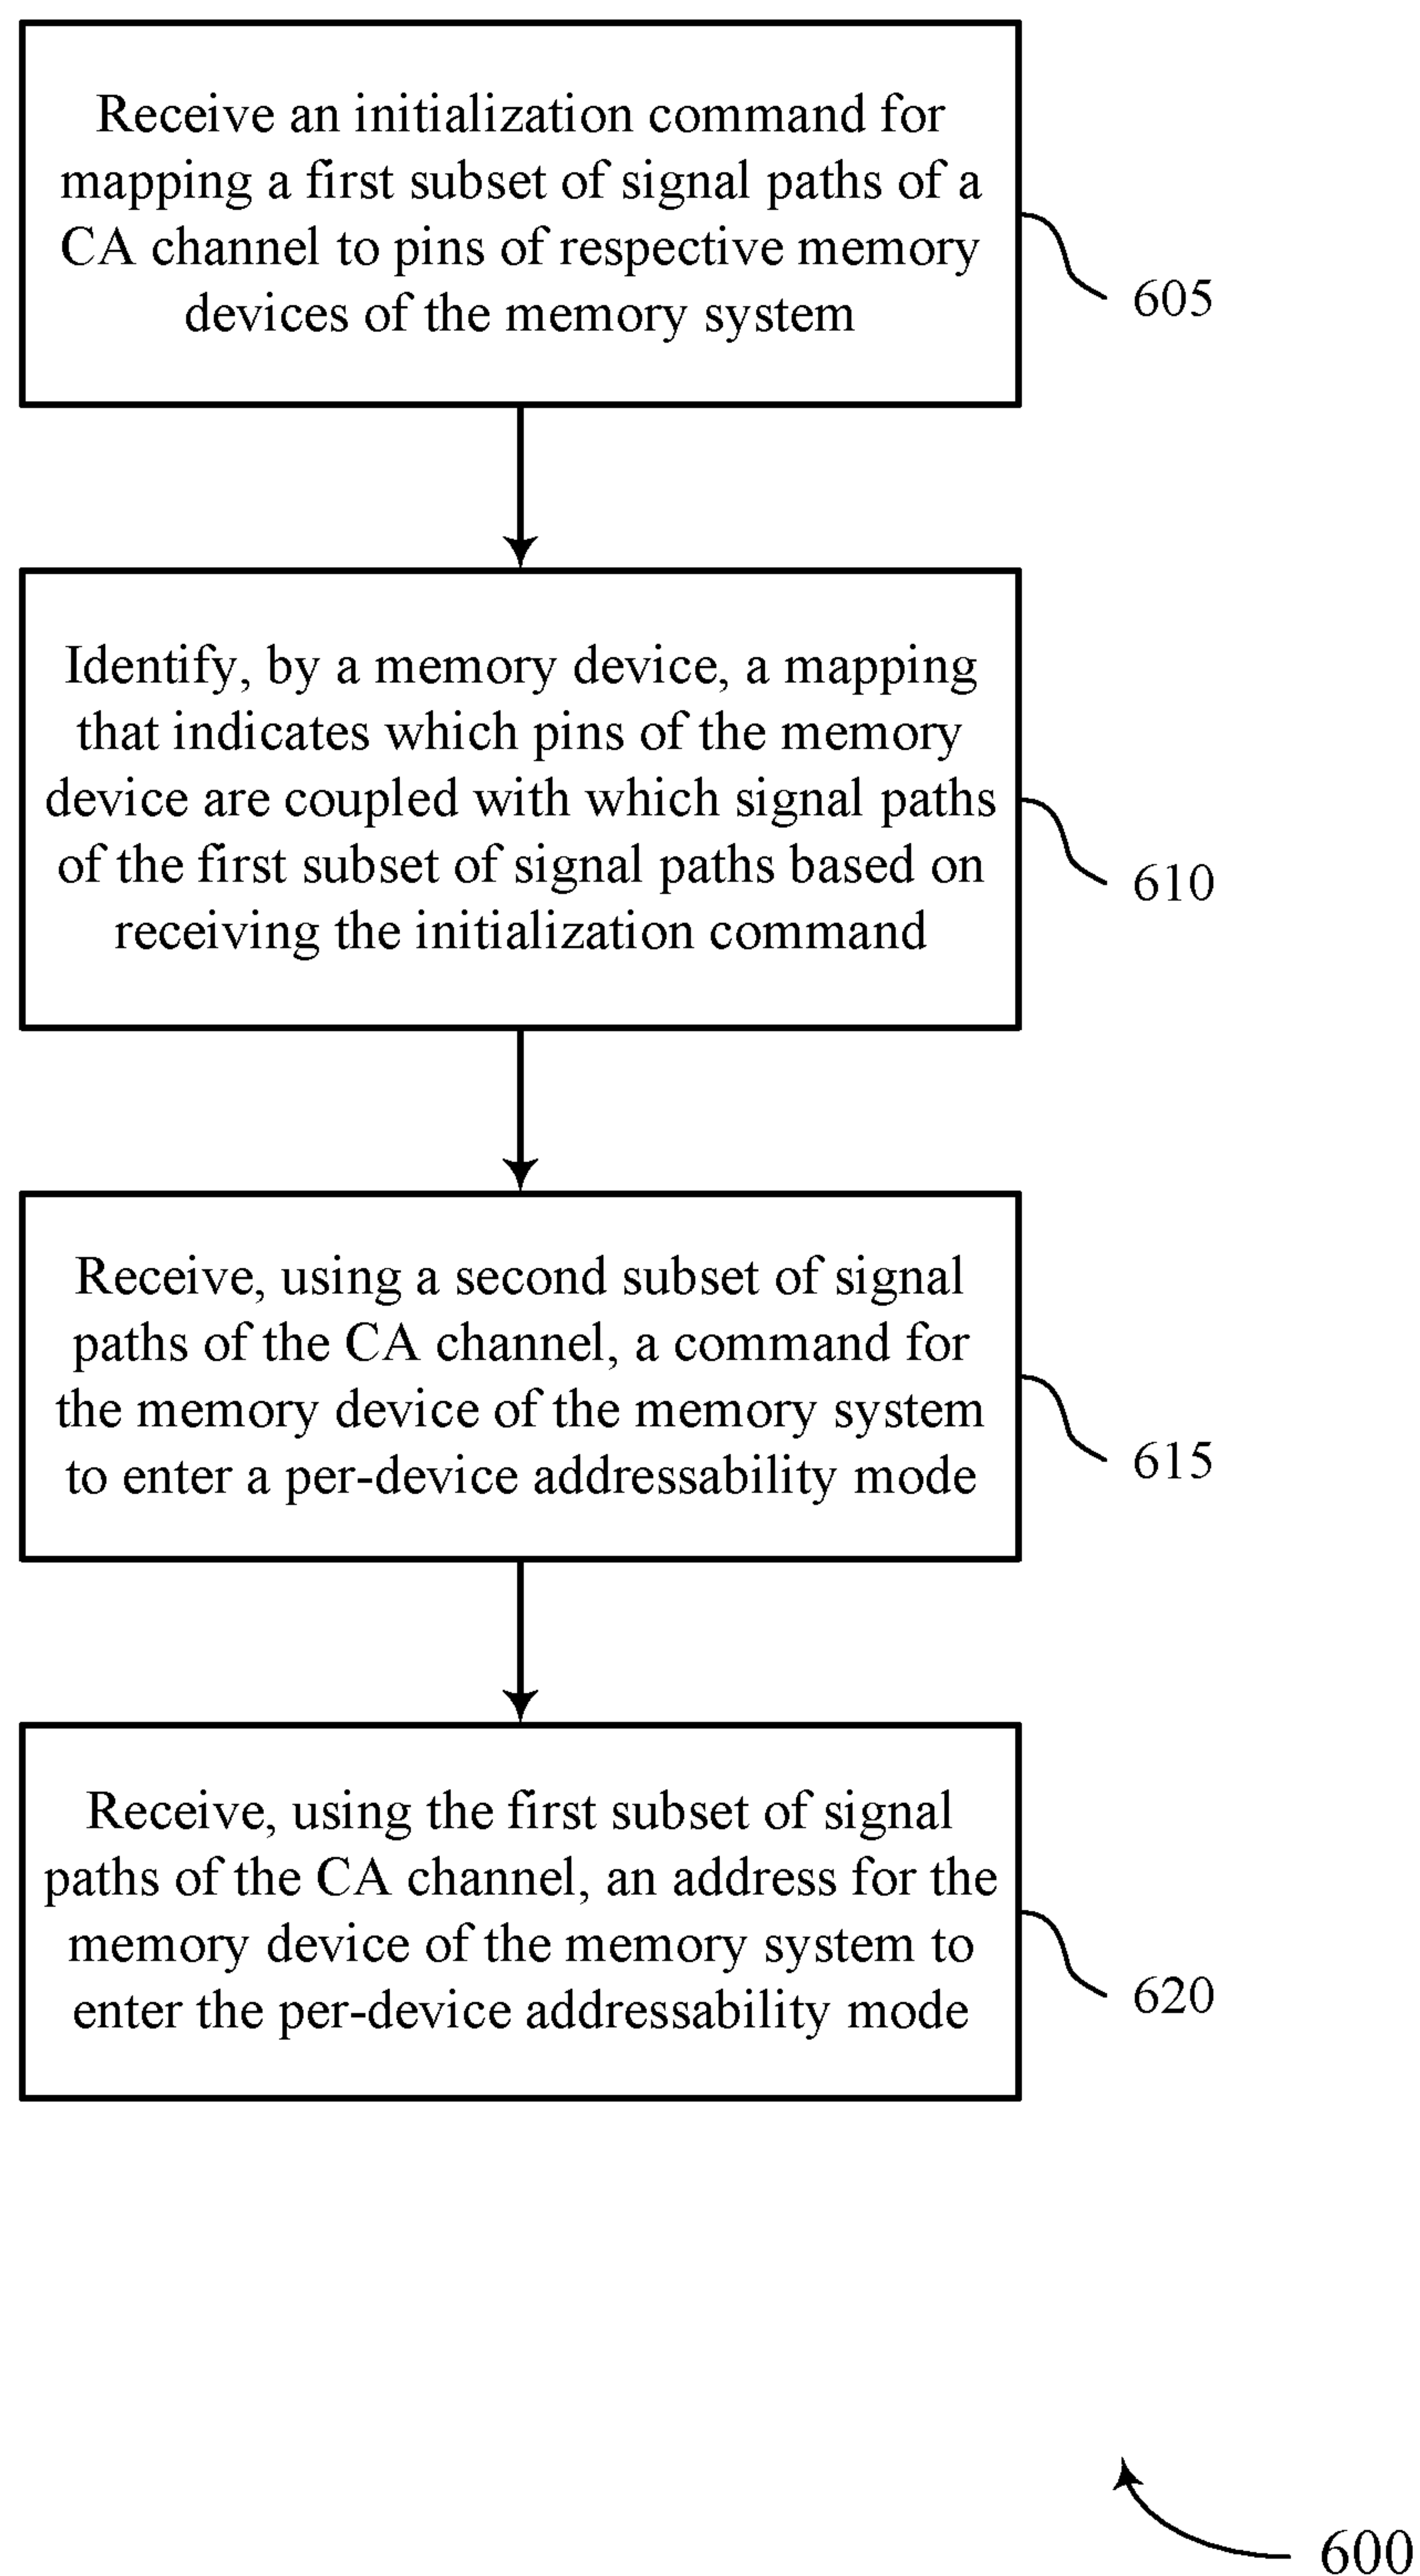 Receive an initialization command for
mapping a first subset of signal paths of a
CA channel to pins of respective memory
devices of the memory system
605
Identify, by a memory device, a mapping
that indicates which pins of the memory
device are coupled with which signal paths
of the first subset of signal paths based on
receiving the initialization command
610
Receive, using a second subset of signal
paths of the CA channel, a command for
the memory device of the memory system
to enter a per-device addressability mode
615
Receive, using the first subset of signal
paths of the CA channel, an address for the
memory device of the memory system to
enter the per-device addressability mode
620
600